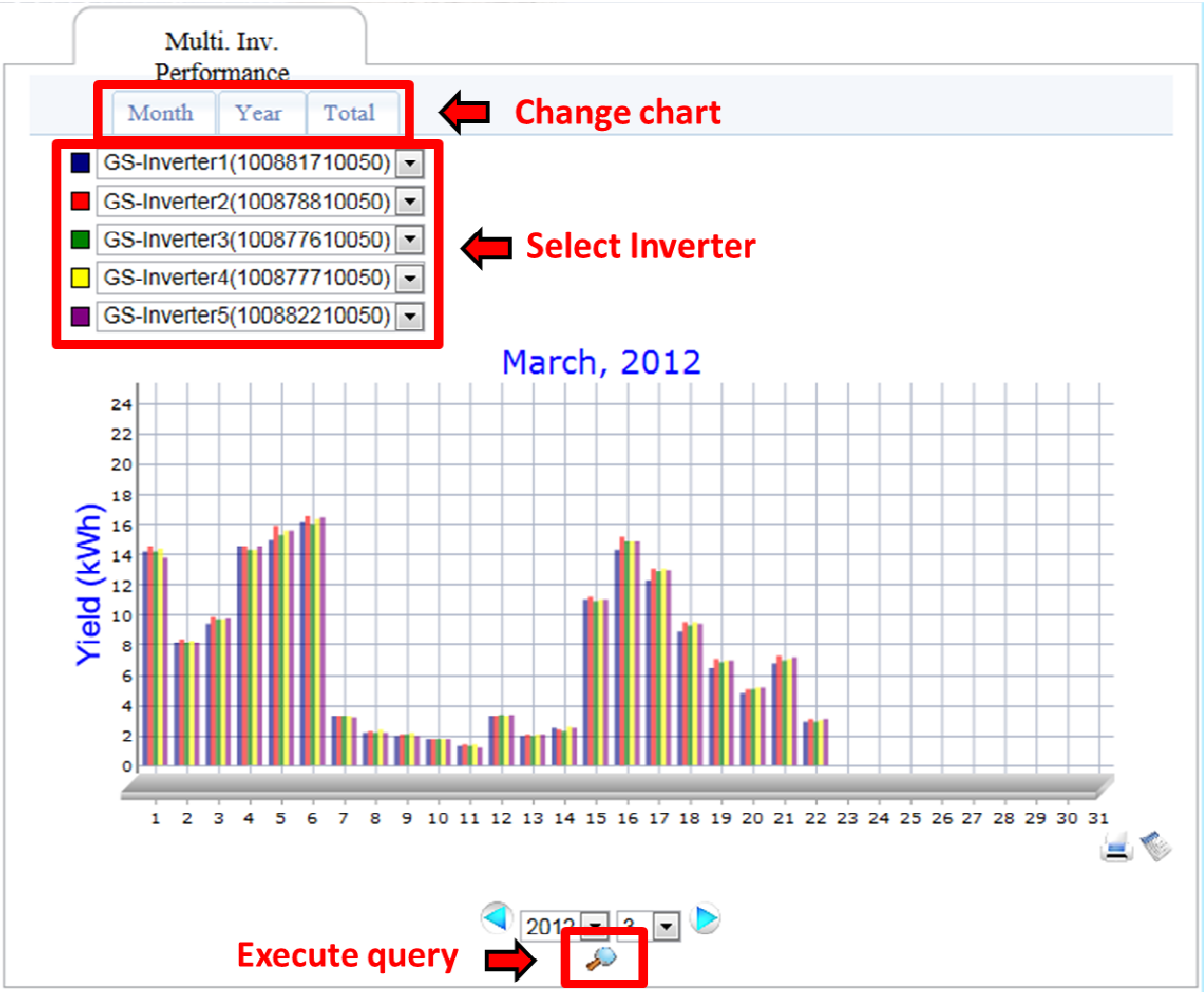 Multi. Inv.
Performance
Month Year Total
Change chart
GS-Inverter1(100881710050)
GS-Inverter2(100878810050)
GS-Inverter3(100877610050)
GS-Inverter4(100877710050)
GS-Inverter5(100882210050)
Select Inverter
March, 2012
Yield (kWh)
24
22
20
18
16
14
12
10
8
6
4
2
0
1 2 3 4 5 6 7 8 9 10 11 12 13 14 15 16 17 18 19 20 21 22 23 24 25 26 27 28 29 30 31
2012 3
Execute query